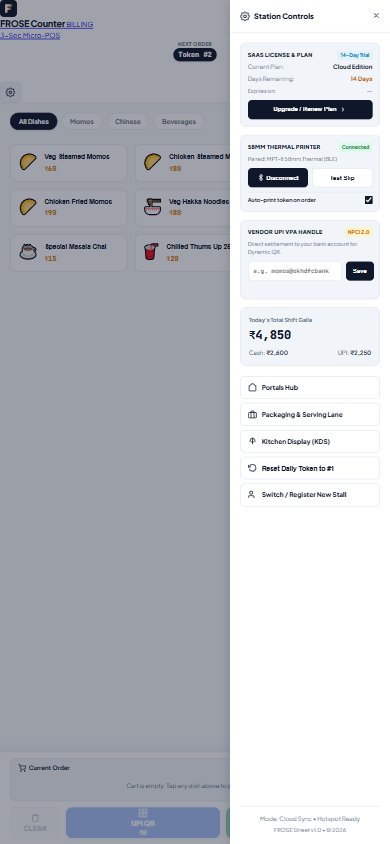 F
FROSE Counter BILLING
3-Sec Micro-POS
NEXT ORDER
Token #2
All Dishes
Momos
Chinese
Beverages
Veg Steamed Momos
₹60
Chicken Steamed M
₹80
Chicken Fried Momos
₹90
Veg Hakka Noodles
₹80
Special Masala Chai
₹15
Chilled Thums Up 25
₹20
Current Order
Cart is empty. Tap any dish above to p
CLEAR
UPI QR
Station Controls
SAAS LICENSE & PLAN
14-Day Trial
Current Plan:
Cloud Edition
Days Remaining:
14 Days
Expires on:
--
Upgrade / Renew Plan
58MM THERMAL PRINTER
Connected
Paired: MPT-II 58mm Thermal (BLE)
Disconnect
Test Slip
Auto-print token on order
VENDOR UPI VPA HANDLE
NPCI 2.0
Direct settlement to your bank account for
Dynamic QR.
e.g. momos@okhdfcbank
Save
Today's Total Shift Galla
₹4,850
Cash: ₹2,600
UPI: ₹2,250
Portals Hub
Packaging & Serving Lane
Kitchen Display (KDS)
Reset Daily Token to #1
Switch / Register New Stall
Mode: Cloud Sync • Hotspot Ready
FROSE Street v1.0 • © 2026